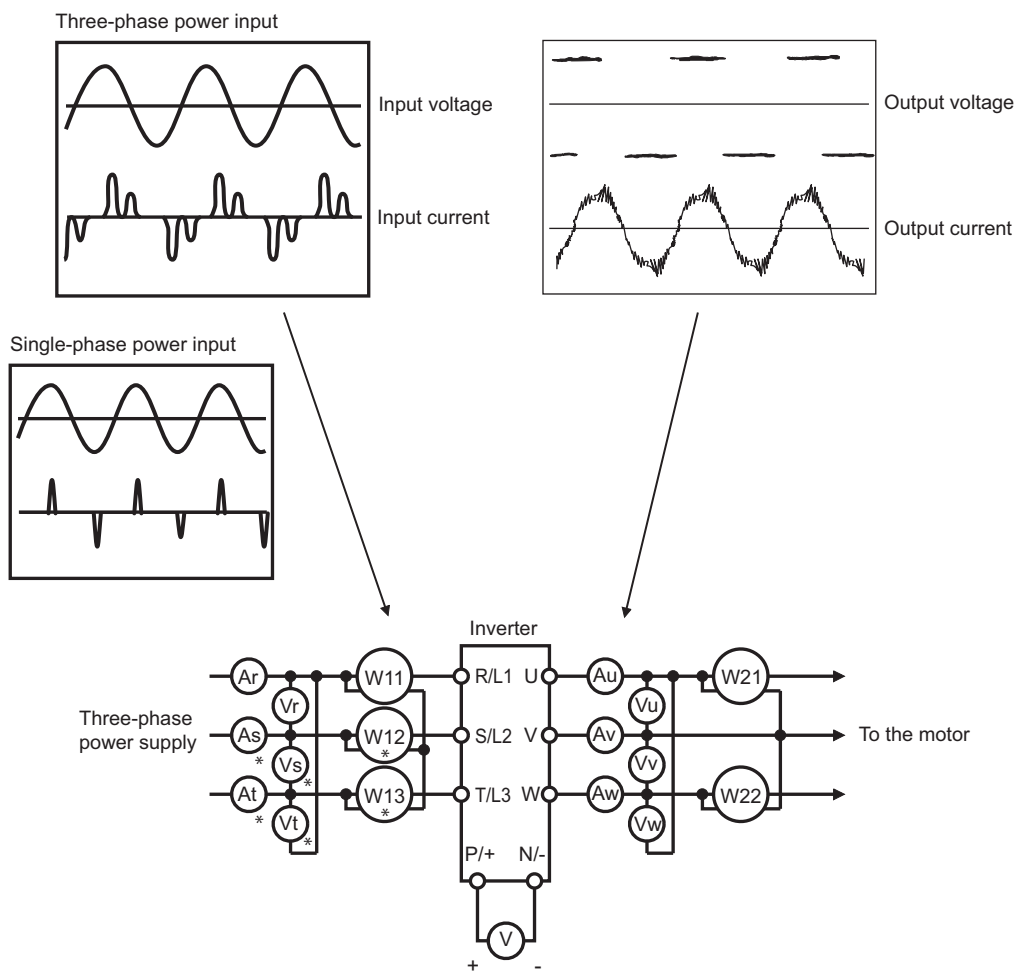 Three-phase power input
Input voltage
Input current
Output voltage
Output current
Single-phase power input
Inverter
Ar
Vr
W11
R/L1
U
Au
Vu
W21
Three-phase
power supply
As
*
Vs
*
W12
*
S/L2
V
Av
Vv
To the motor
At
*
Vt
*
W13
*
T/L3
W
Aw
Vw
W22
P/+
N/-
V
+
-